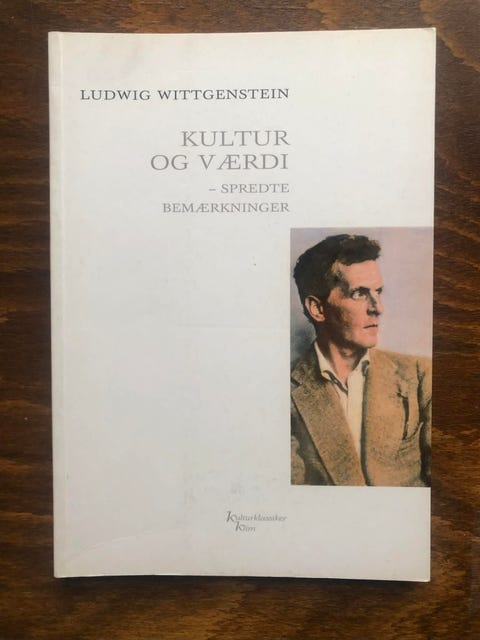 LUDWIG WITTGENSTEIN
KULTUR
OG VÆRDI
– SPREDTE
BEMÆRKNINGER
Kulturklassiker
Klim